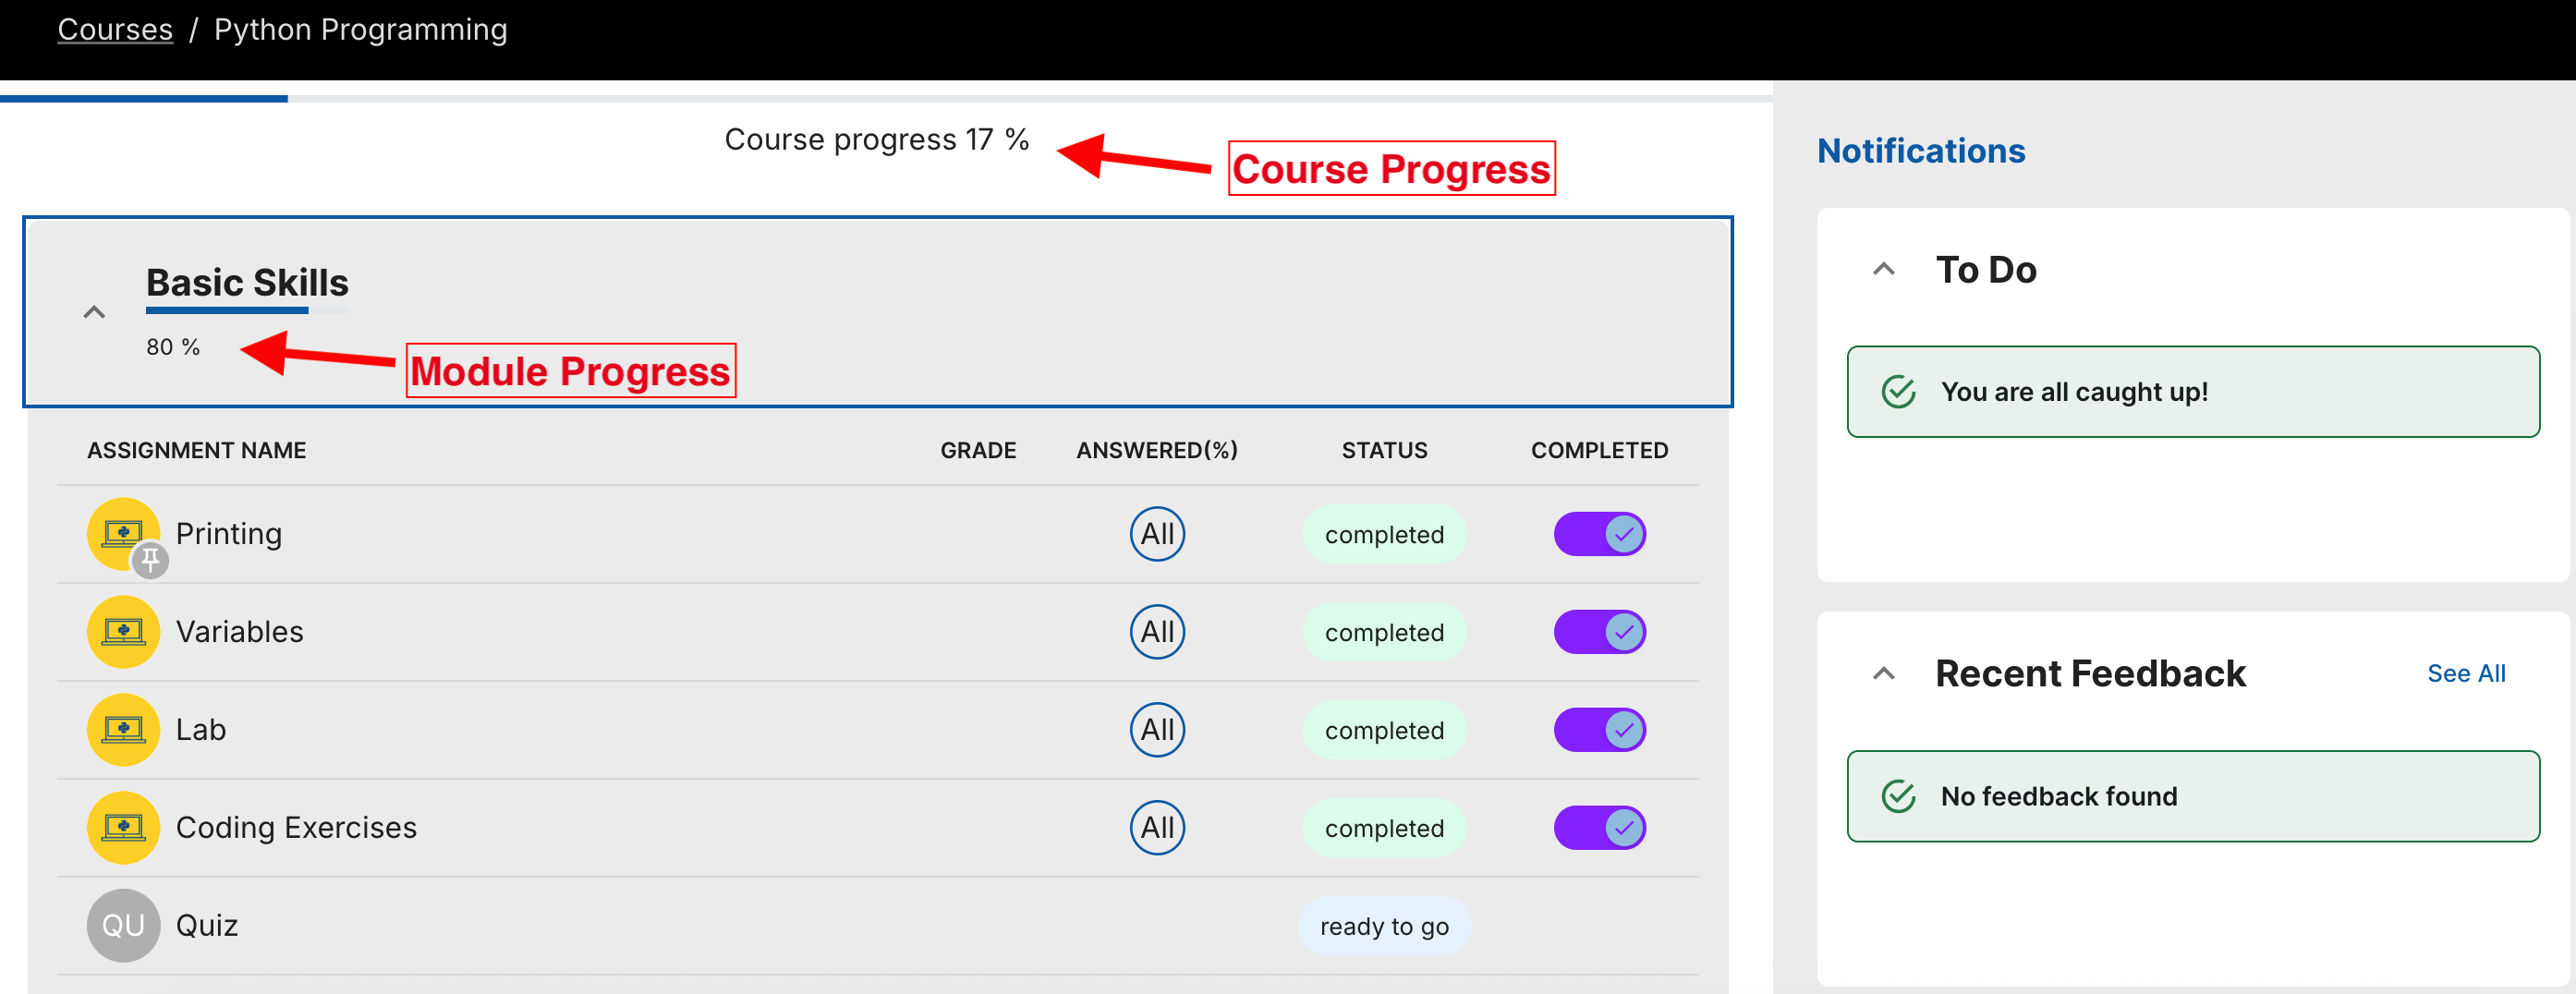 Courses / Python Programming
Course progress 17 %
Course Progress
Basic Skills
80 %
Module Progress
ASSIGNMENT NAME GRADE ANSWERED(%) STATUS COMPLETED
Printing All completed
Variables All completed
Lab All completed
Coding Exercises All completed
QU Quiz ready to go
Notifications
To Do
You are all caught up!
Recent Feedback See All
No feedback found